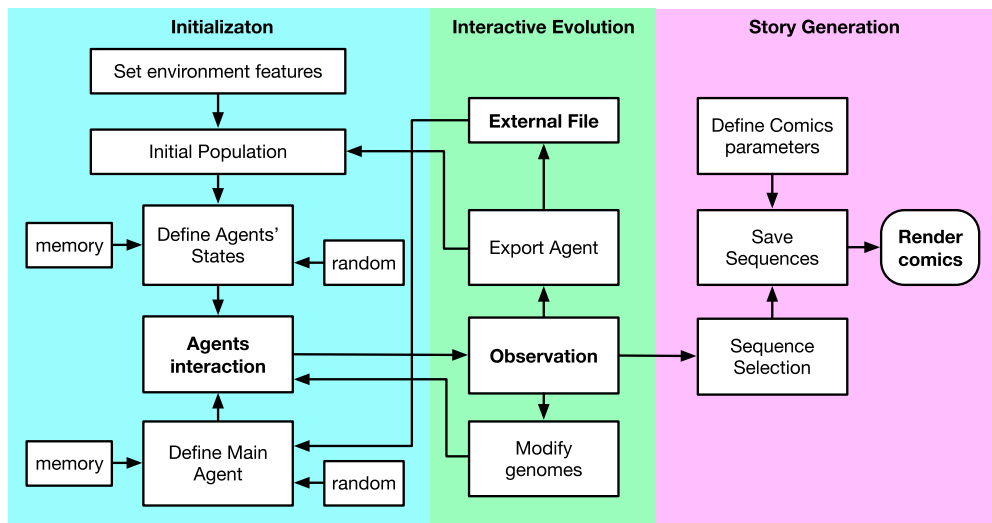 Initializaton
Set environment features
Initial Population
memory
Define Agents’
States
random
Agents
interaction
memory
Define Main
Agent
random
Interactive Evolution
External File
Export Agent
Observation
Modify
genomes
Story Generation
Define Comics
parameters
Save
Sequences
Render
comics
Sequence
Selection